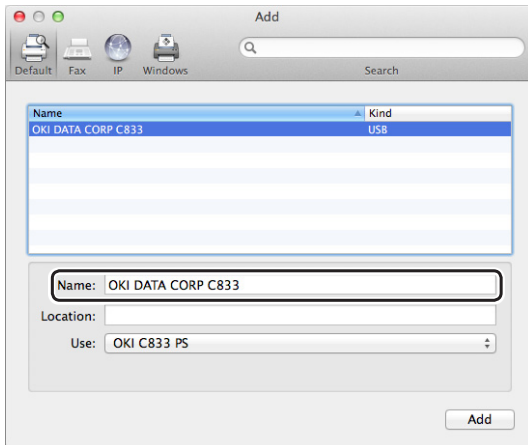 Add
Default Fax IP Windows Search
Name Kind
OKI DATA CORP C833 USB
Name: OKI DATA CORP C833
Location:
Use: OKI C833 PS
Add